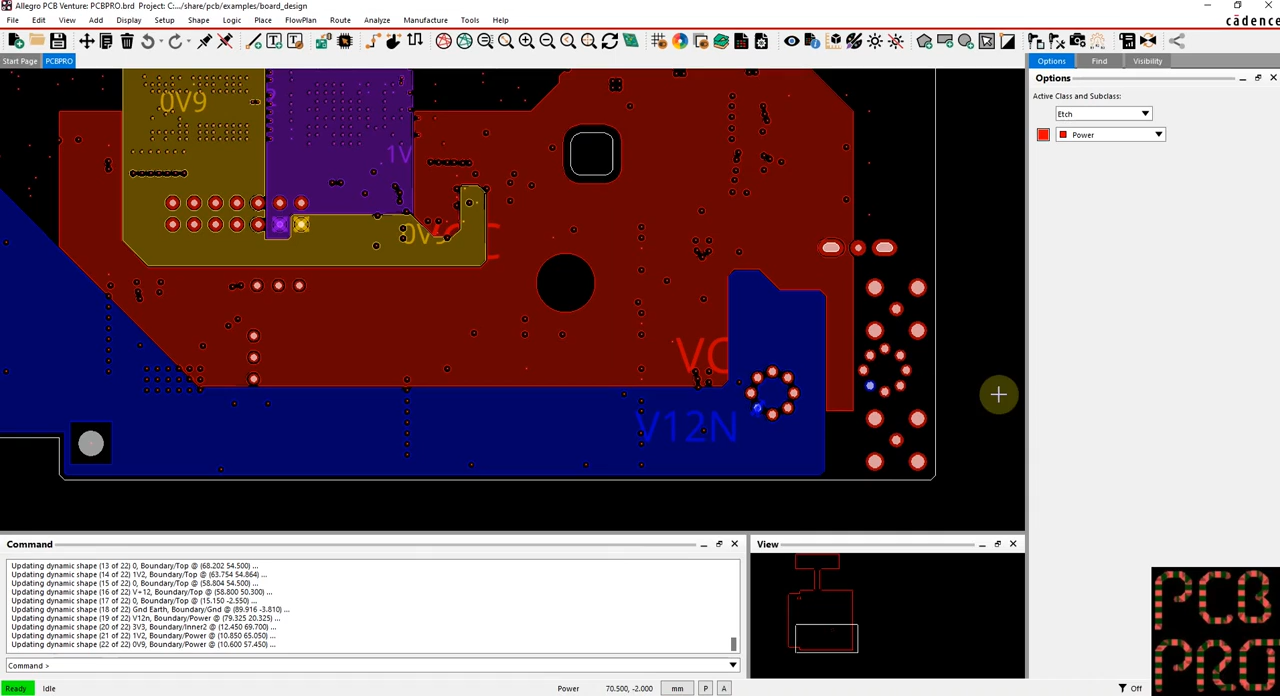 Allegro PCB Venture: PCBPRO.brd Project: C:.../share/pcb/examples/board_design
File Edit View Add Display Setup Shape Logic Place FlowPlan Route Analyze Manufacture Tools Help
cādence
Start Page PCBPRO
Options Find Visibility
Options
Active Class and Subclass:
Etch
Power
0V9
1V
VC
V12N
Command
Updating dynamic shape (13 of 22) 0, Boundary/Top @ (68.202 54.500) ...
Updating dynamic shape (14 of 22) 1V2, Boundary/Top @ (63.754 54.864) ...
Updating dynamic shape (15 of 22) 0, Boundary/Top @ (58.804 54.500) ...
Updating dynamic shape (16 of 22) V+12, Boundary/Top @ (58.800 50.300) ...
Updating dynamic shape (17 of 22) 0, Boundary/Top @ (15.150 -2.550) ...
Updating dynamic shape (18 of 22) Gnd Earth, Boundary/Gnd @ (89.916 -3.810) ...
Updating dynamic shape (19 of 22) V12n, Boundary/Power @ (79.325 20.325) ...
Updating dynamic shape (20 of 22) 3V3, Boundary/Inner2 @ (12.450 69.700) ...
Updating dynamic shape (21 of 22) 1V2, Boundary/Power @ (10.850 65.050) ...
Updating dynamic shape (22 of 22) 0V9, Boundary/Power @ (10.600 57.450) ...
Command >
View
PCB
PRO
Ready Idle Power 70.500, -2.000 mm P A Off